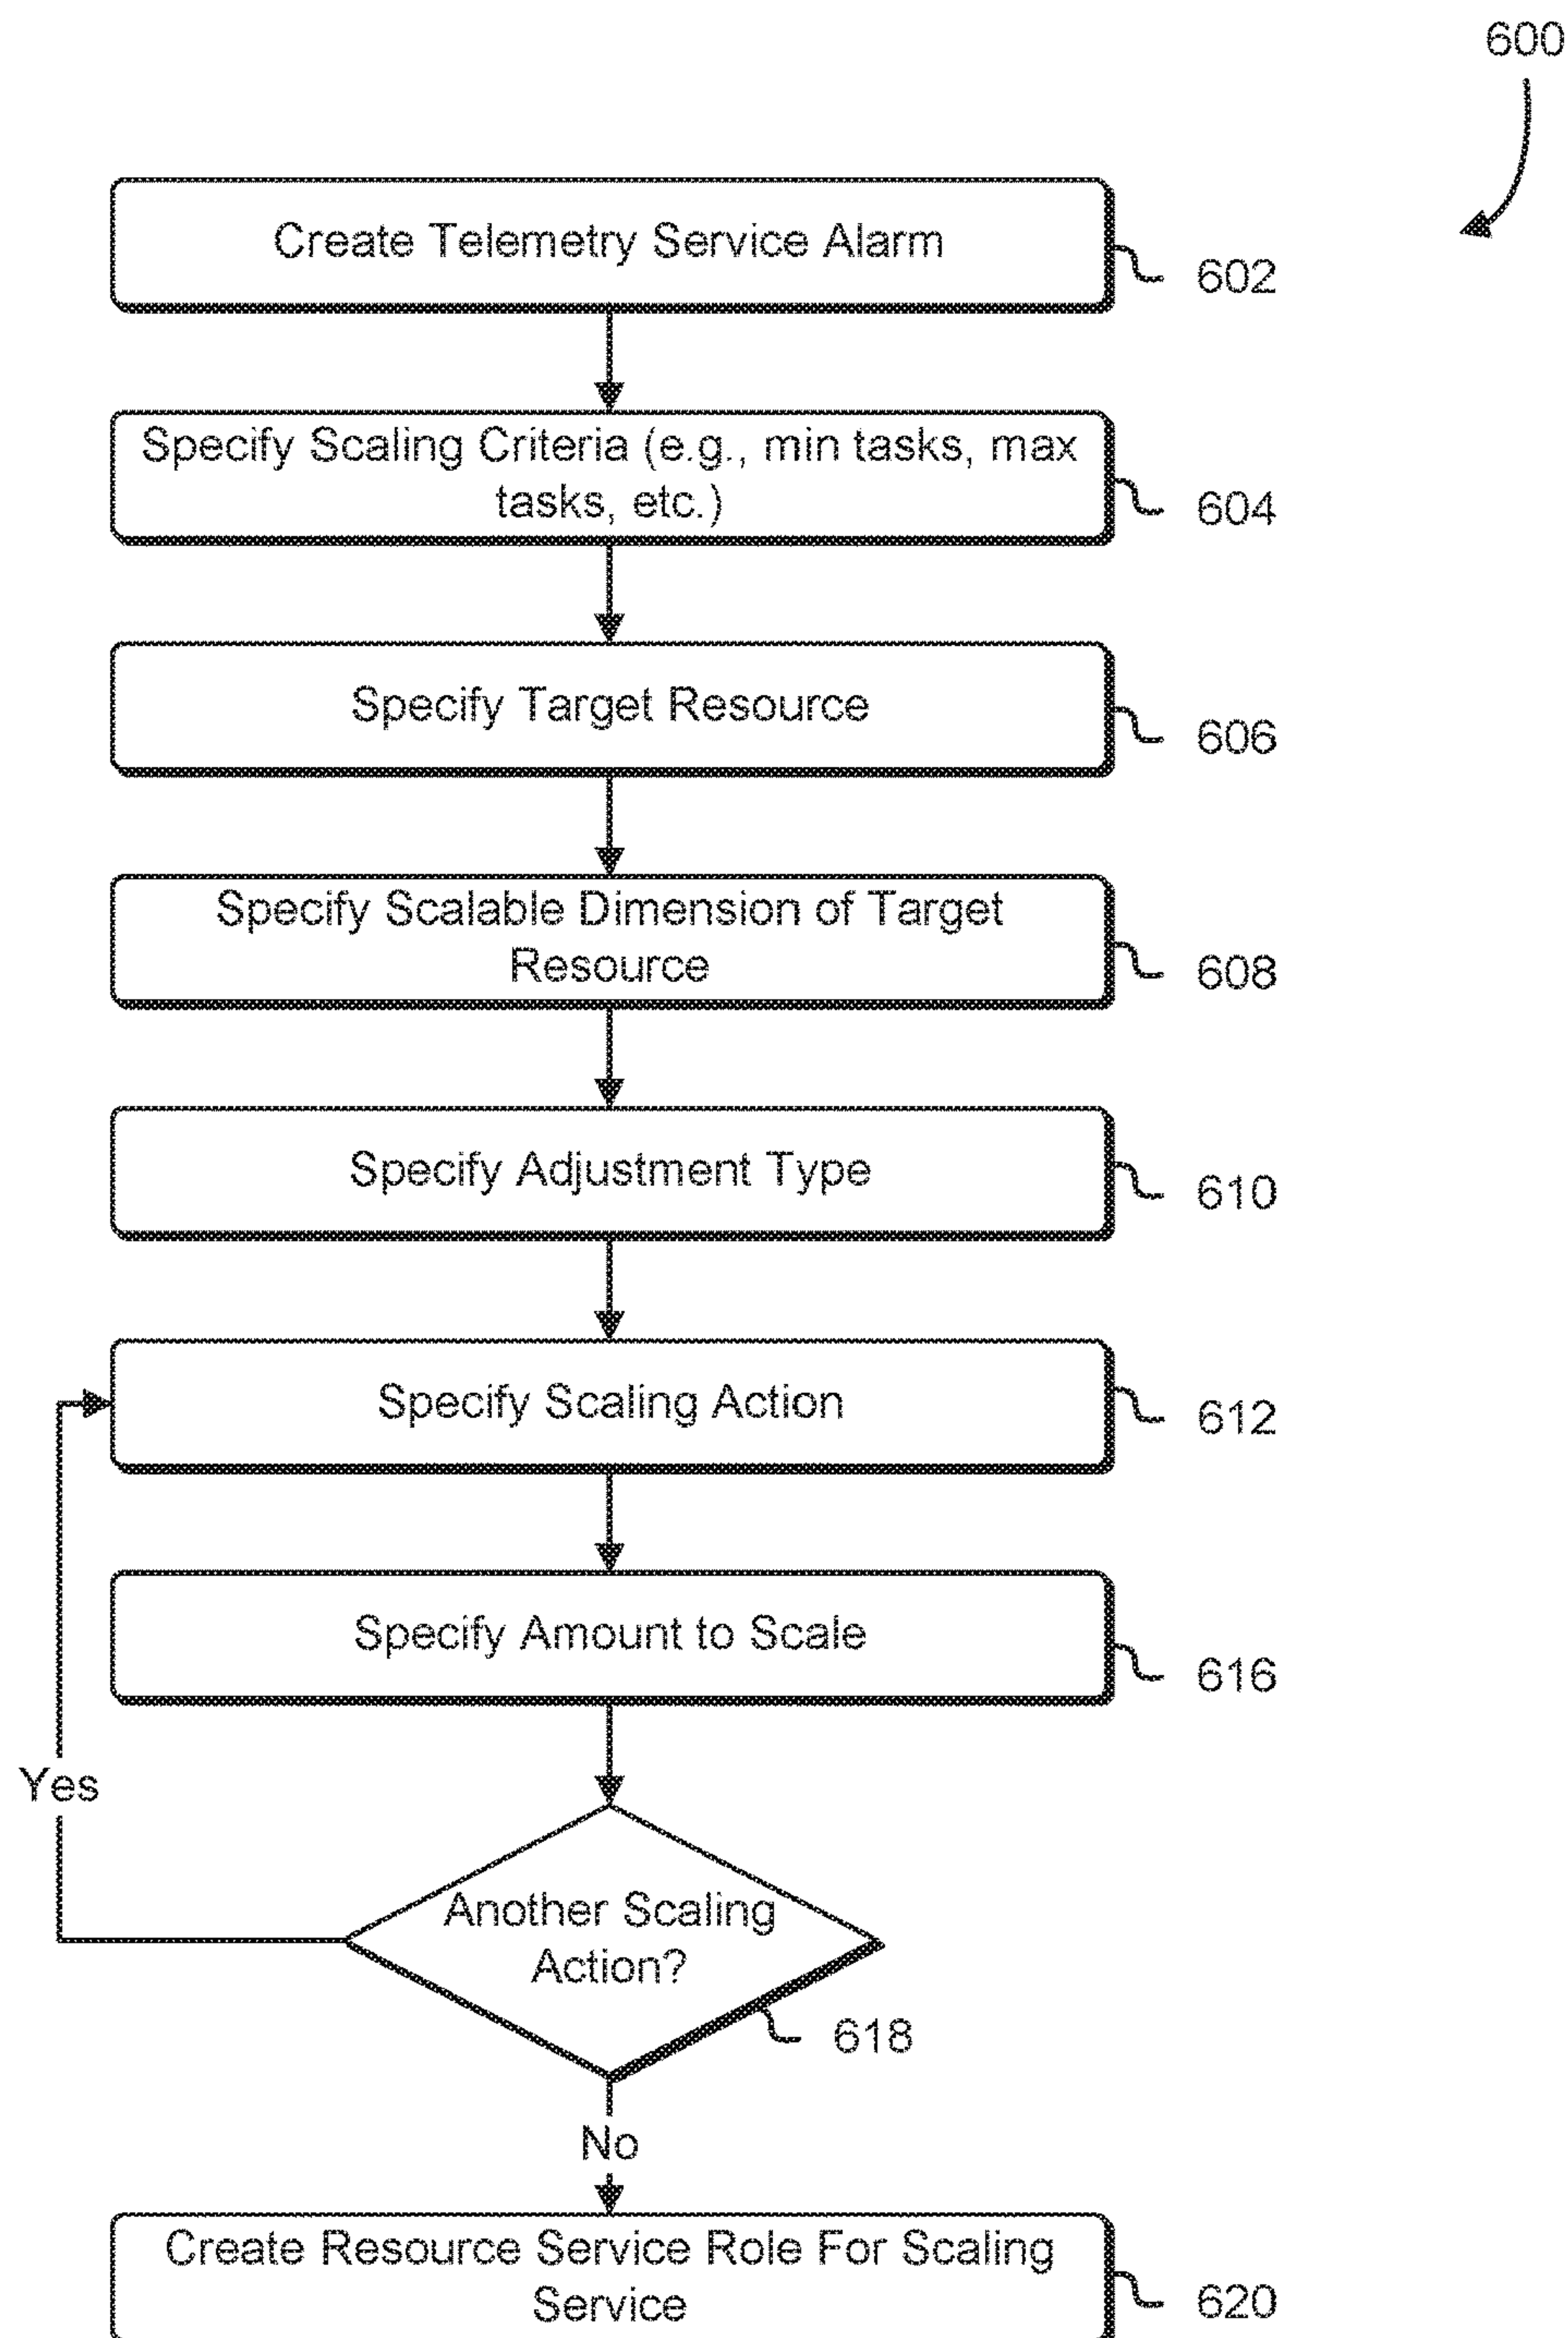 600
Create Telemetry Service Alarm
602
Specify Scaling Criteria (e.g., min tasks, max
tasks, etc.)
604
Specify Target Resource
606
Specify Scalable Dimension of Target
Resource
608
Specify Adjustment Type
610
Specify Scaling Action
612
Specify Amount to Scale
616
Yes
Another Scaling
Action?
618
No
Create Resource Service Role For Scaling
Service
620